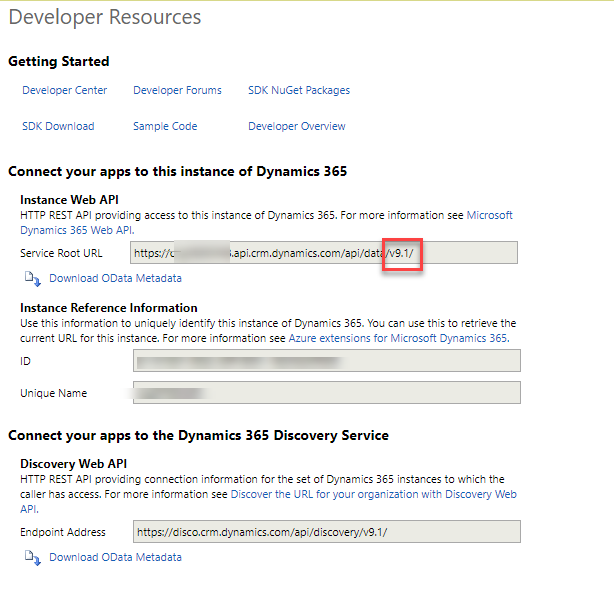 Developer Resources
Getting Started
Developer Center Developer Forums SDK NuGet Packages
SDK Download Sample Code Developer Overview
Connect your apps to this instance of Dynamics 365
Instance Web API
HTTP REST API providing access to this instance of Dynamics 365. For more information see Microsoft
Dynamics 365 Web API.
Service Root URL https://c .api.crm.dynamics.com/api/data/v9.1/
Download OData Metadata
Instance Reference Information
Use this information to uniquely identify this instance of Dynamics 365. You can use this to retrieve the
current URL for this instance. For more information see Azure extensions for Microsoft Dynamics 365.
ID
Unique Name
Connect your apps to the Dynamics 365 Discovery Service
Discovery Web API
HTTP REST API providing connection information for the set of Dynamics 365 instances to which the
caller has access. For more information see Discover the URL for your organization with Discovery Web
API.
Endpoint Address https://disco.crm.dynamics.com/api/discovery/v9.1/
Download OData Metadata